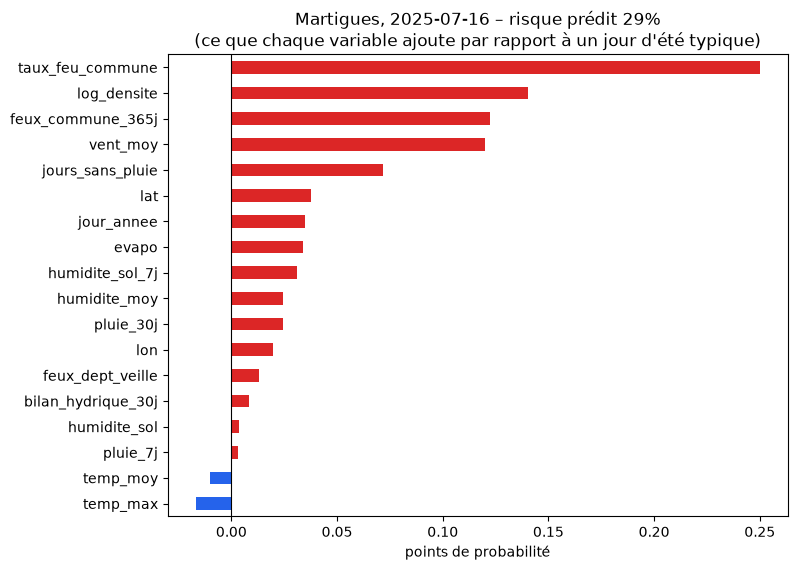 Martigues, 2025-07-16 – risque prédit 29%
(ce que chaque variable ajoute par rapport à un jour d'été typique)
taux_feu_commune
log_densite
feux_commune_365j
vent_moy
jours_sans_pluie
lat
jour_annee
evapo
humidite_sol_7j
humidite_moy
pluie_30j
lon
feux_dept_veille
bilan_hydrique_30j
humidite_sol
pluie_7j
temp_moy
temp_max
0.00 0.05 0.10 0.15 0.20 0.25
points de probabilité